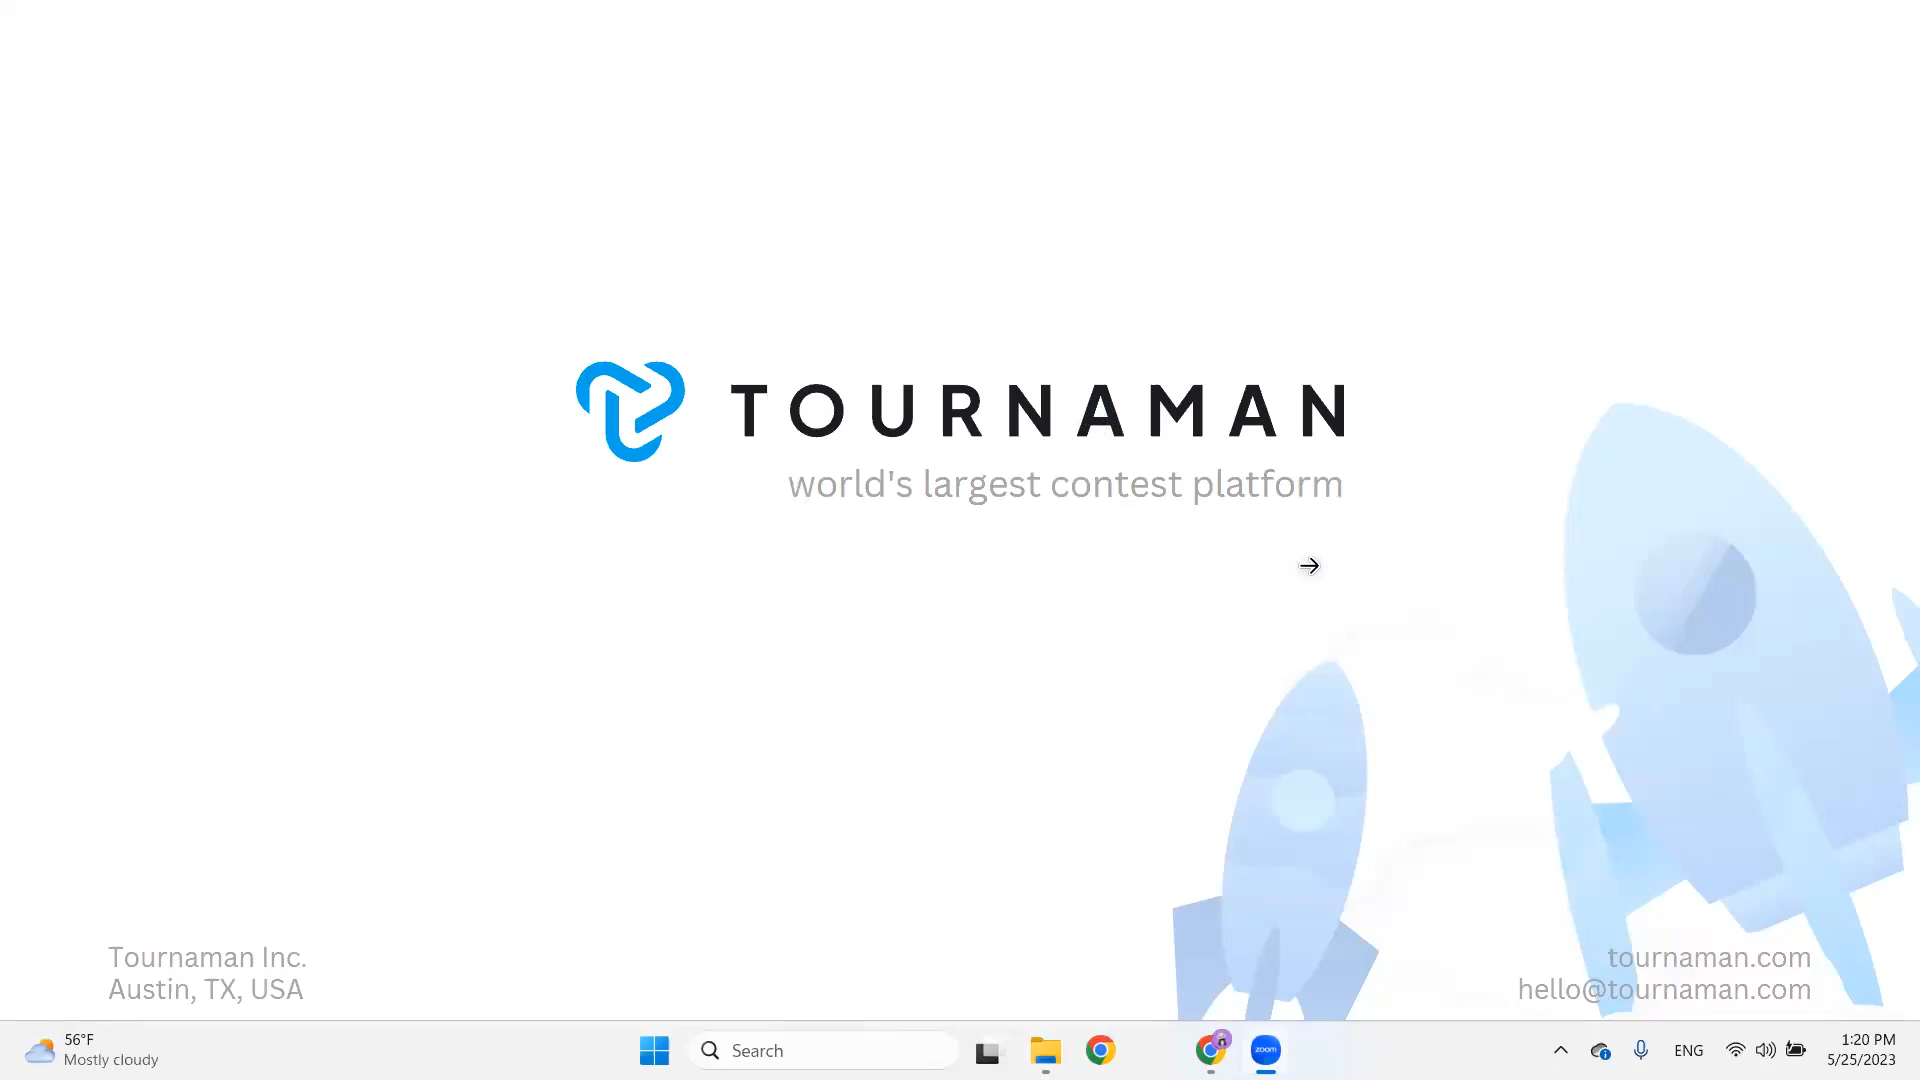 TOURNAMAN
world's largest contest platform
Tournaman Inc.
Austin, TX, USA
tournaman.com
hello@tournaman.com
56°F
Mostly cloudy
Search
zoom
ENG
1:20 PM
5/25/2023